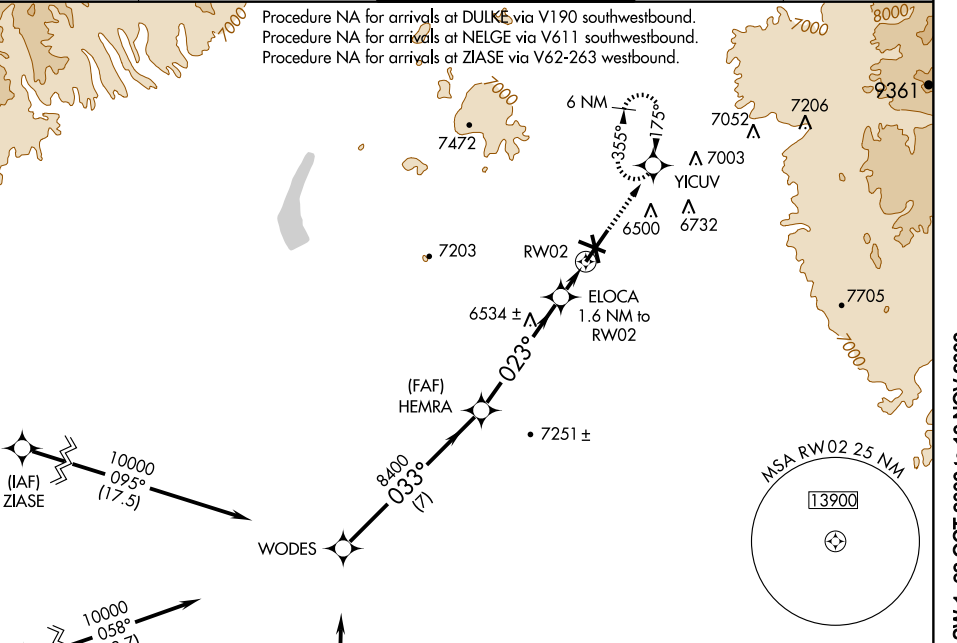 Procedure NA for arrivals at DULKE via V190 southwestbound.
Procedure NA for arrivals at NELGE via V611 southwestbound.
Procedure NA for arrivals at ZIASE via V62-263 westbound.
7000
7000
8000
9361
7000
7472
6 NM
355°
175°
7052
7206
7003
YICUV
6500
6732
RW02
7203
ELOCA
1.6 NM to
RW02
6534 ±
7705
7000
023°
(FAF)
HEMRA
7251 ±
(IAF)
ZIASE
10000
095°
(17.5)
8400
033°
(7)
WODES
MSA RW02 25 NM
13900
10000
058°